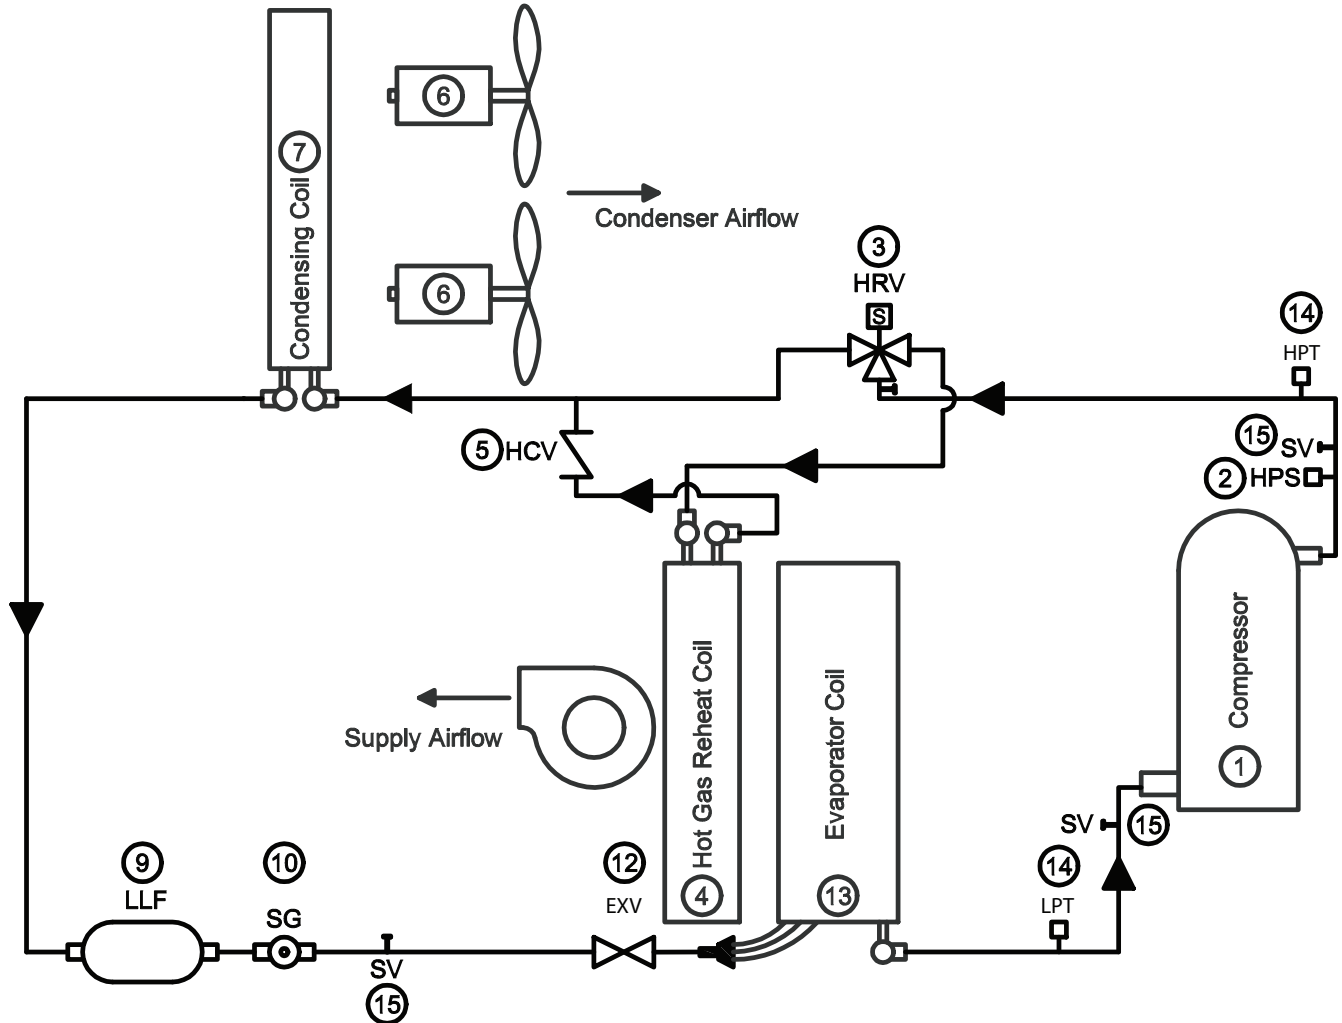 6
7
Condensing Coil
Condenser Airflow
6
3
HRV
S
14
HPT
15
SV
5
HCV
2
HPS
Hot Gas Reheat Coil
4
Evaporator Coil
13
Compressor
1
Supply Airflow
SV
15
9
LLF
10
SG
12
EXV
14
LPT
SV
15